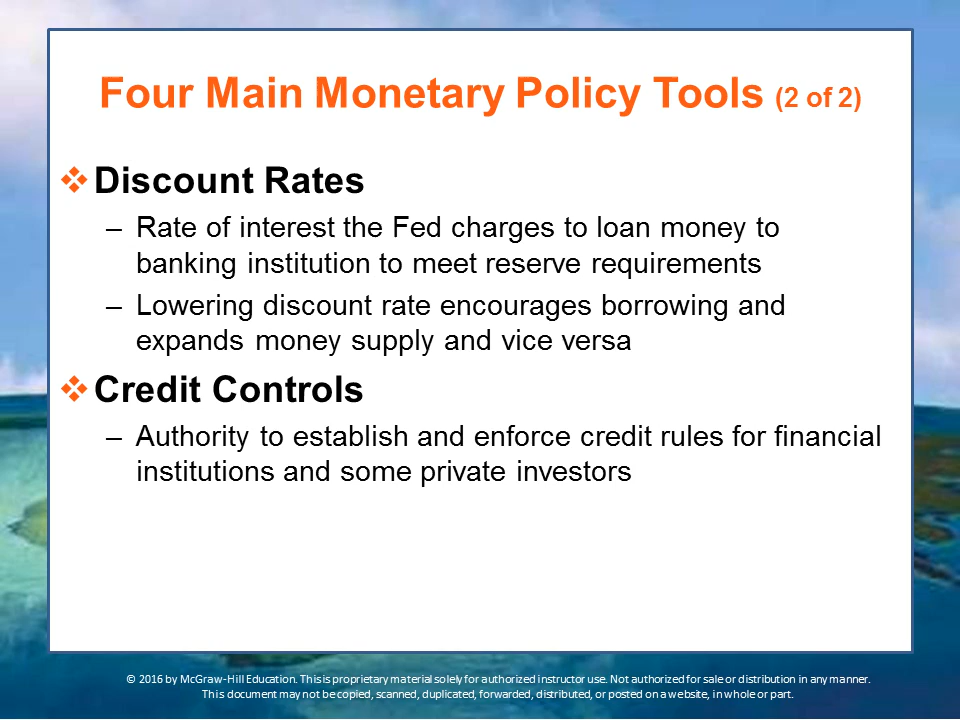 Four Main Monetary Policy Tools (2 of 2)
❖ Discount Rates
– Rate of interest the Fed charges to loan money to
banking institution to meet reserve requirements
– Lowering discount rate encourages borrowing and
expands money supply and vice versa
❖ Credit Controls
– Authority to establish and enforce credit rules for financial
institutions and some private investors
© 2016 by McGraw-Hill Education. This is proprietary material solely for authorized instructor use. Not authorized for sale or distribution in any manner.
This document may not be copied, scanned, duplicated, forwarded, distributed, or posted on a website, in whole or part.